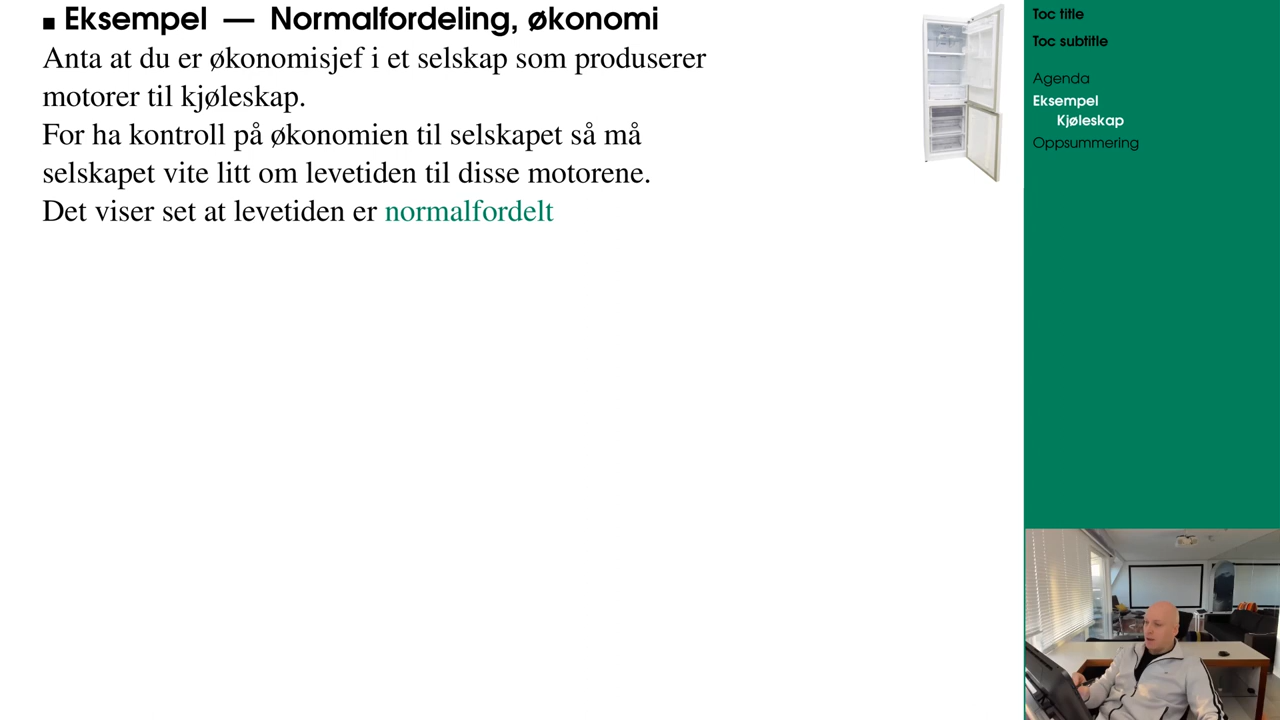 Eksempel — Normalfordeling, økonomi
Anta at du er økonomisjef i et selskap som produserer
motorer til kjøleskap.
For ha kontroll på økonomien til selskapet så må
selskapet vite litt om levetiden til disse motorene.
Det viser set at levetiden er normalfordelt
Toc title
Toc subtitle
Agenda
Eksempel
Kjøleskap
Oppsummering